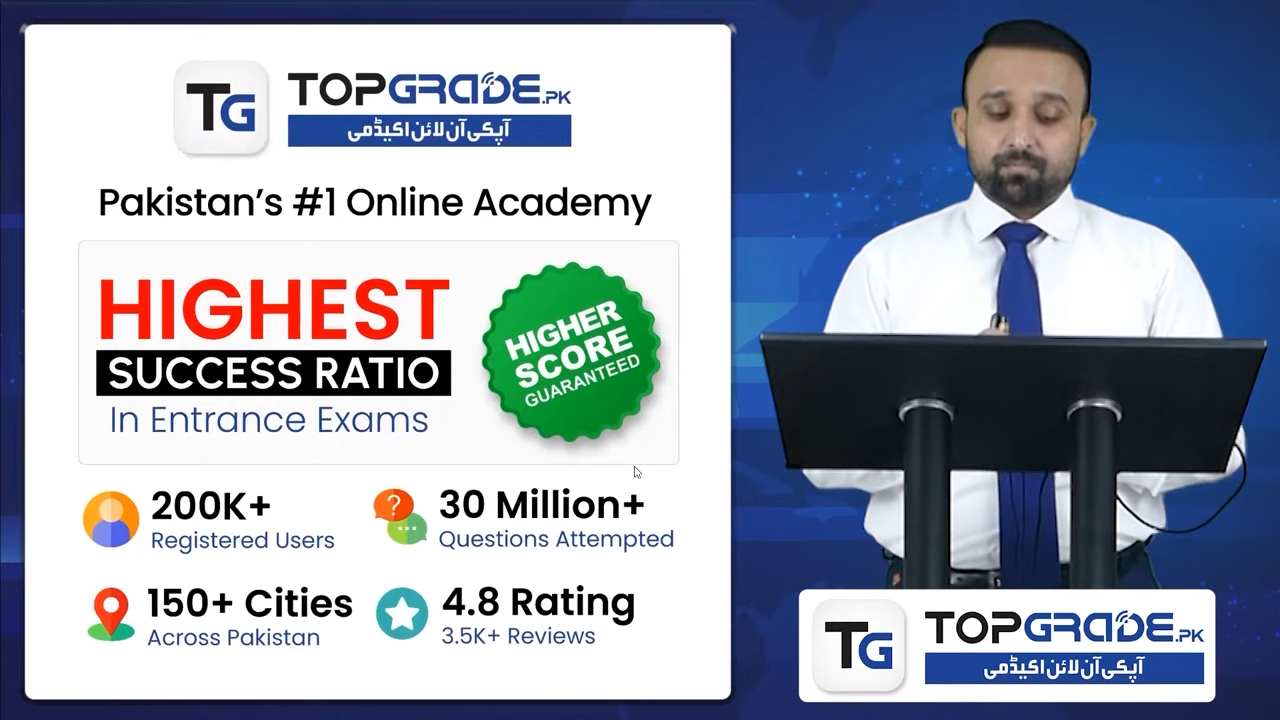 TG
TOPGRADE.PK
آپکی آن لائن اکیڈمی
Pakistan's #1 Online Academy
HIGHEST
SUCCESS RATIO
In Entrance Exams
HIGHER
SCORE
GUARANTEED
200K+
Registered Users
30 Million+
Questions Attempted
150+ Cities
Across Pakistan
4.8 Rating
3.5K+ Reviews
TG
TOPGRADE.PK
آپکی آن لائن اکیڈمی